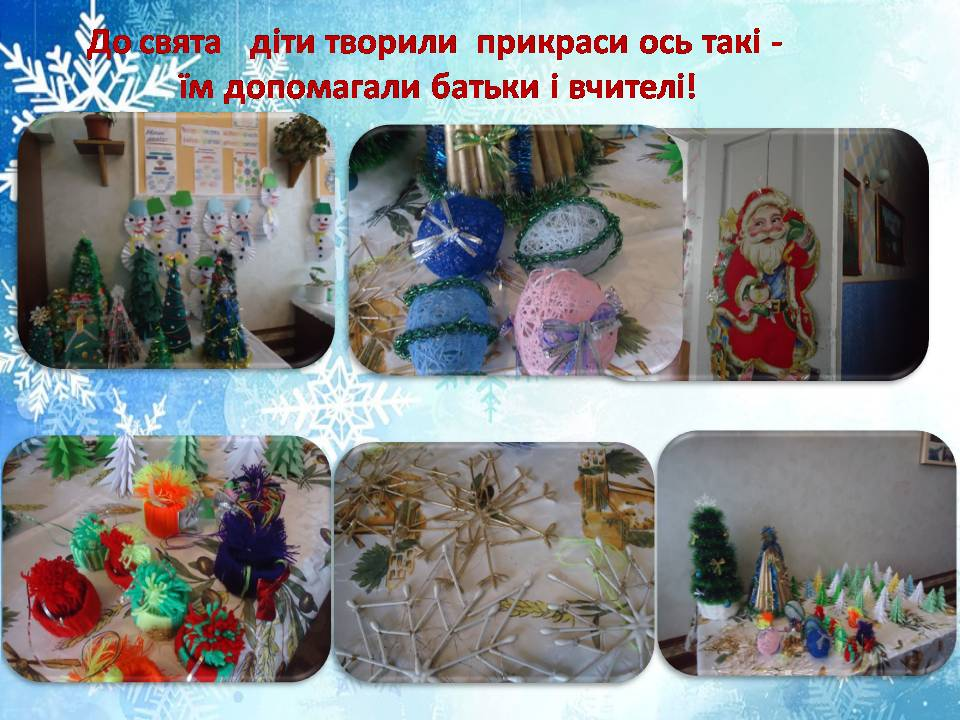 До свята діти творили прикраси ось такі -
їм допомагали батьки і вчителі!